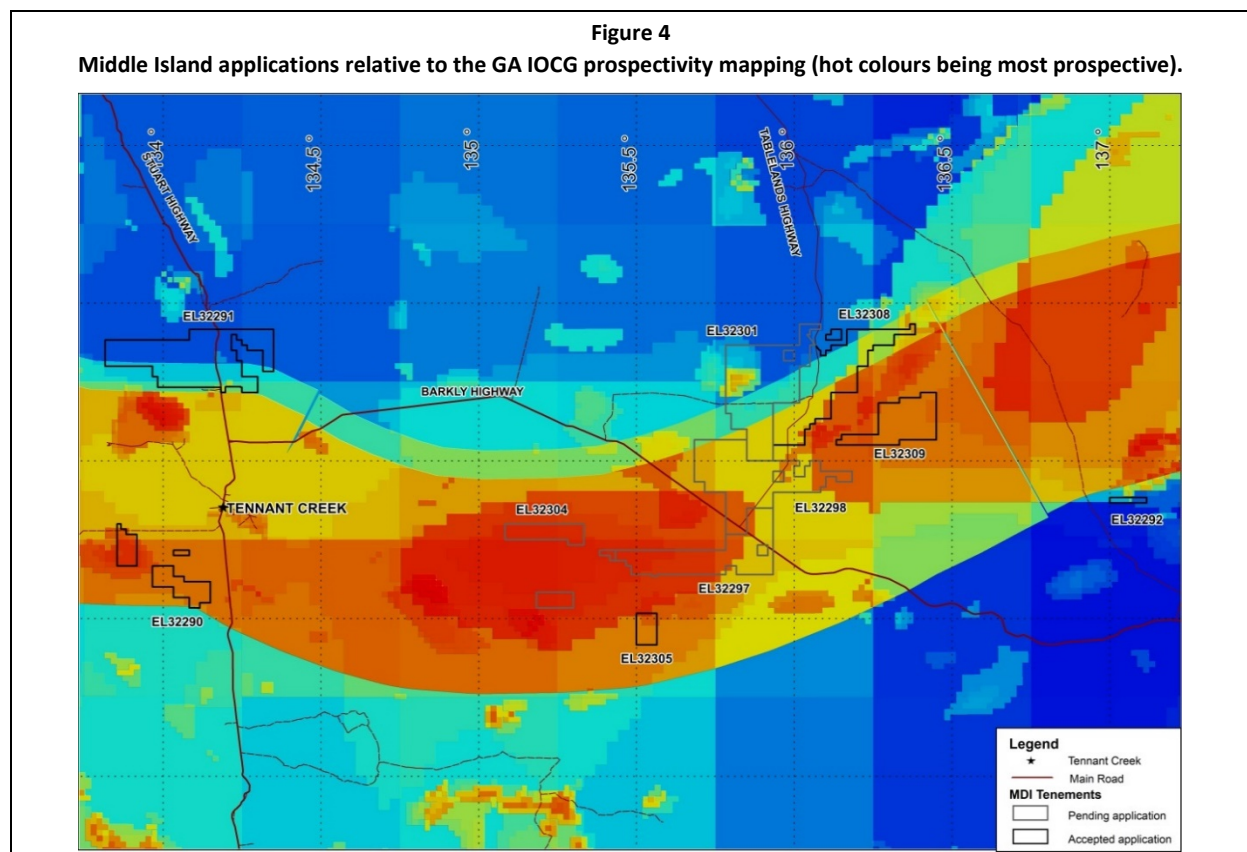 Figure 4
Middle Island applications relative to the GA IOCG prospectivity mapping (hot colours being most prospective).
134 °
134.5 °
135 °
135.5 °
136 °
136.5 °
137 °
STUART HIGHWAY
TABLELANDS HIGHWAY
EL32291
EL32301
EL32308
BARKLY HIGHWAY
EL32309
TENNANT CREEK
EL32304
EL32298
EL32292
EL32297
EL32290
EL32305
Legend
Tennant Creek
Main Road
MDI Tenements
Pending application
Accepted application